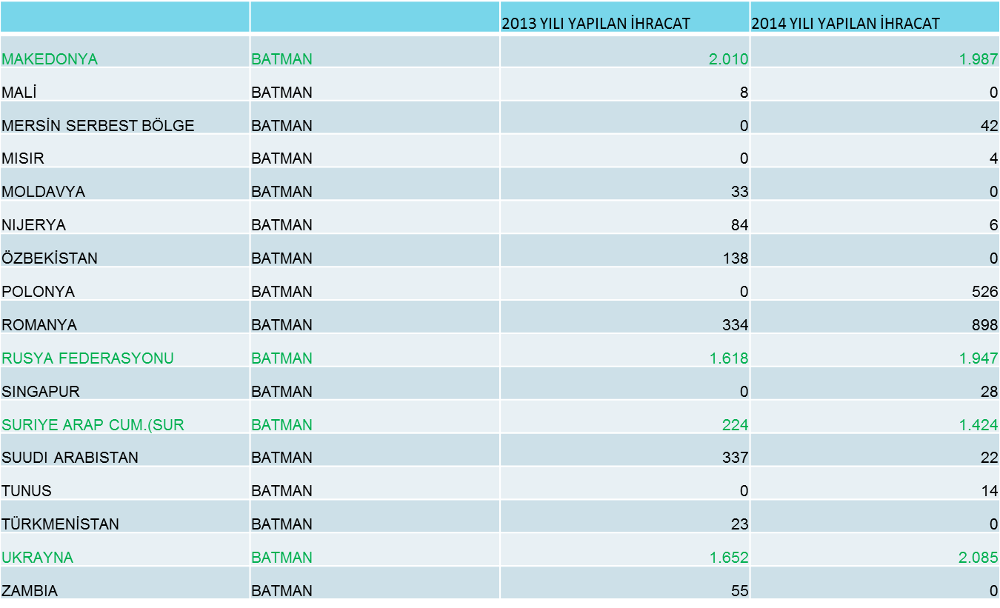 2013 YILI YAPILAN İHRACAT 2014 YILI YAPILAN İHRACAT
MAKEDONYA BATMAN 2.010 1.987
MALİ BATMAN 8 0
MERSİN SERBEST BÖLGE BATMAN 0 42
MISIR BATMAN 0 4
MOLDAVYA BATMAN 33 0
NIJERYA BATMAN 84 6
ÖZBEKİSTAN BATMAN 138 0
POLONYA BATMAN 0 526
ROMANYA BATMAN 334 898
RUSYA FEDERASYONU BATMAN 1.618 1.947
SINGAPUR BATMAN 0 28
SURIYE ARAP CUM.(SUR BATMAN 224 1.424
SUUDI ARABISTAN BATMAN 337 22
TUNUS BATMAN 0 14
TÜRKMENİSTAN BATMAN 23 0
UKRAYNA BATMAN 1.652 2.085
ZAMBIA BATMAN 55 0